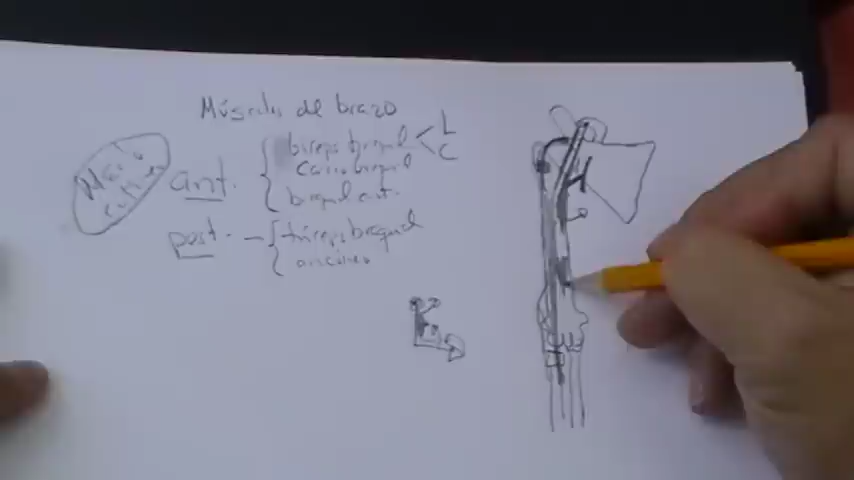 Músculos del brazo
ant. { bíceps braquial < L
C
coracobraquial
braquial ant.
post. - { tríceps braquial
ancóneo